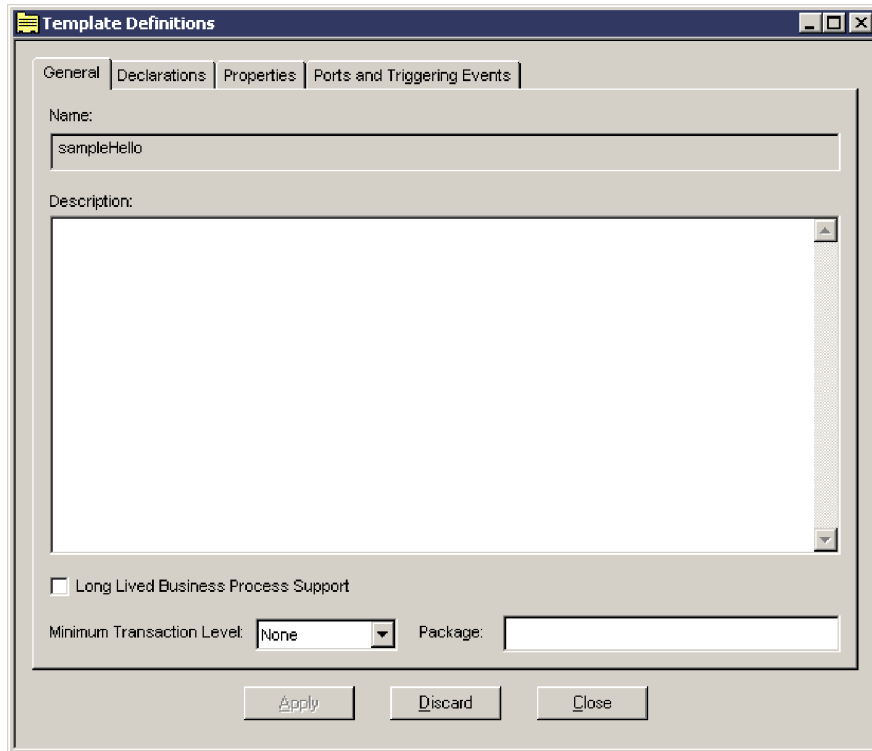 Template Definitions
General Declarations Properties Ports and Triggering Events
Name:
sampleHello
Description:
Long Lived Business Process Support
Minimum Transaction Level: None Package:
Apply Discard Close